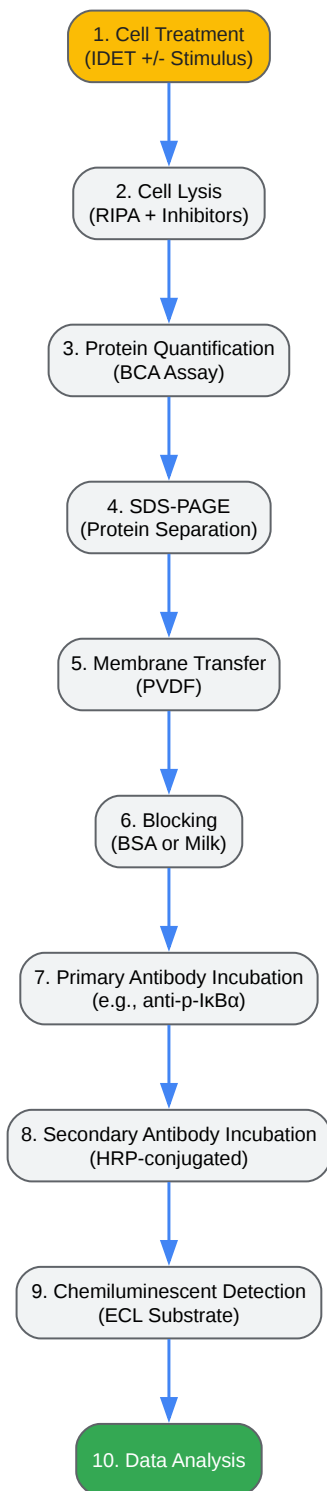 1. Cell Treatment
(IDET +/- Stimulus)
2. Cell Lysis
(RIPA + Inhibitors)
3. Protein Quantification
(BCA Assay)
4. SDS-PAGE
(Protein Separation)
5. Membrane Transfer
(PVDF)
6. Blocking
(BSA or Milk)
7. Primary Antibody Incubation
(e.g., anti-p-IκBα)
8. Secondary Antibody Incubation
(HRP-conjugated)
9. Chemiluminescent Detection
(ECL Substrate)
10. Data Analysis